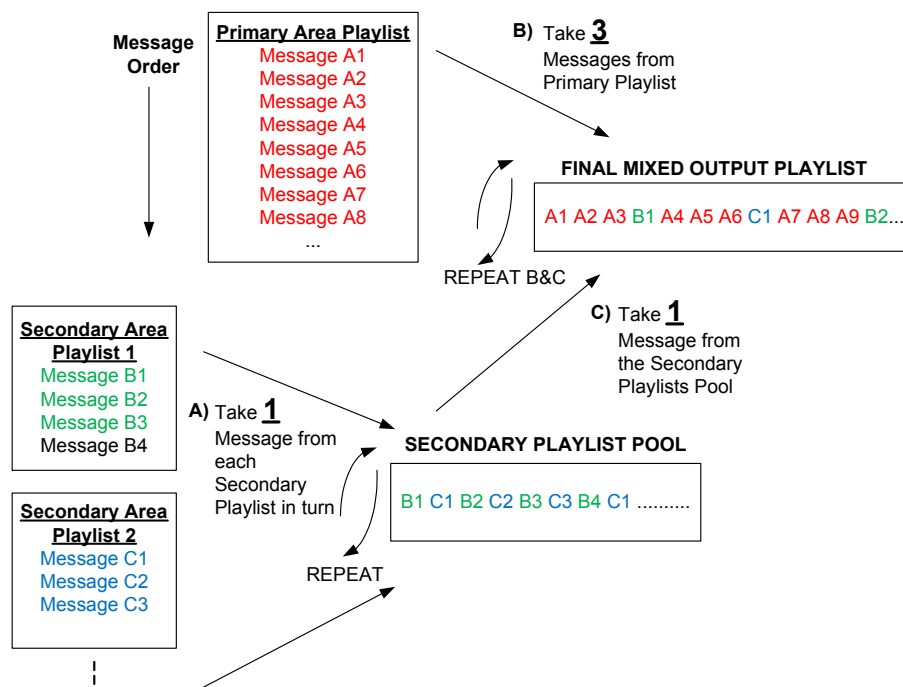 Message
Order
Primary Area Playlist
Message A1
Message A2
Message A3
Message A4
Message A5
Message A6
Message A7
Message A8
...
B) Take 3
Messages from
Primary Playlist
FINAL MIXED OUTPUT PLAYLIST
A1 A2 A3 B1 A4 A5 A6 C1 A7 A8 A9 B2...
REPEAT B&C
C) Take 1
Message from
the Secondary
Playlists Pool
Secondary Area
Playlist 1
Message B1
Message B2
Message B3
Message B4
A) Take 1
Message from
each
Secondary
Playlist in turn
SECONDARY PLAYLIST POOL
B1 C1 B2 C2 B3 C3 B4 C1 ..........
REPEAT
Secondary Area
Playlist 2
Message C1
Message C2
Message C3